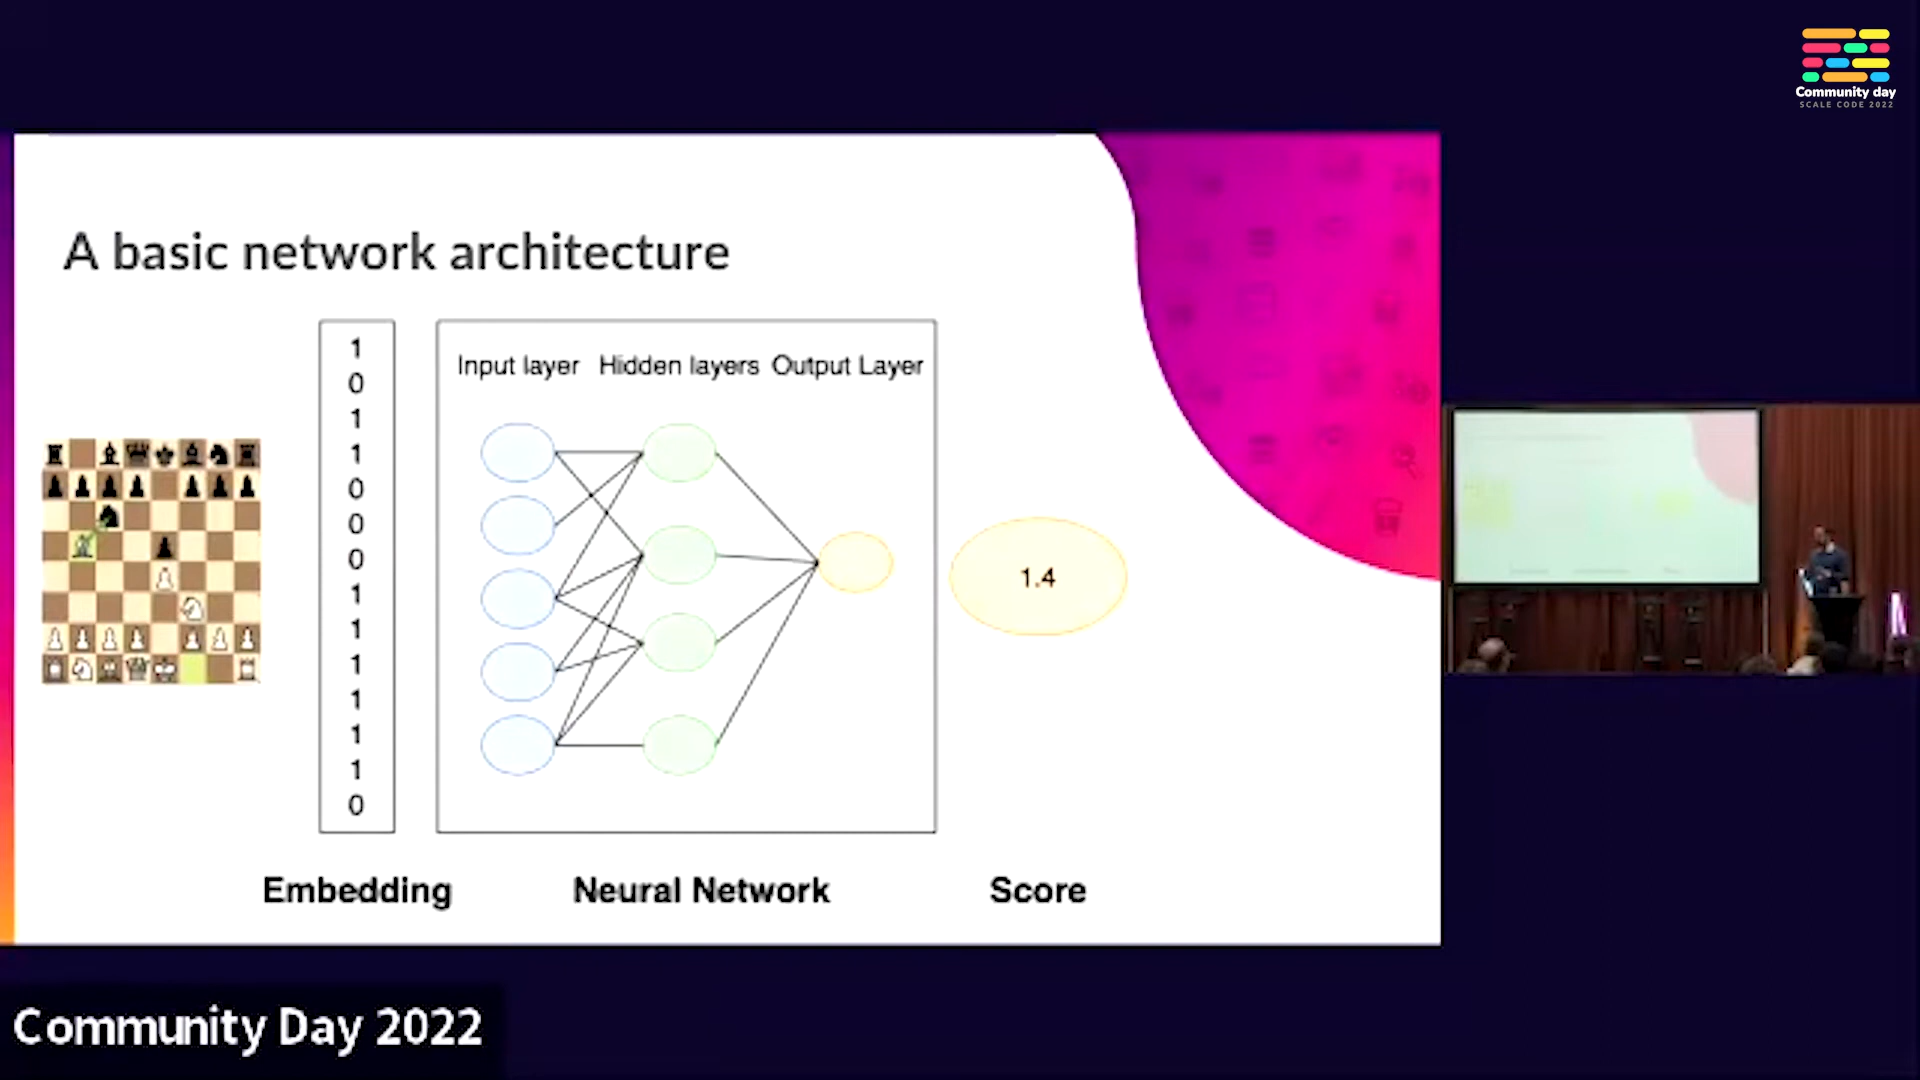 Community day
SCALE CODE 2022
A basic network architecture
1
0
1
1
0
0
0
1
1
1
1
1
1
0
Input layer Hidden layers Output Layer
1.4
Embedding
Neural Network
Score
Community Day 2022